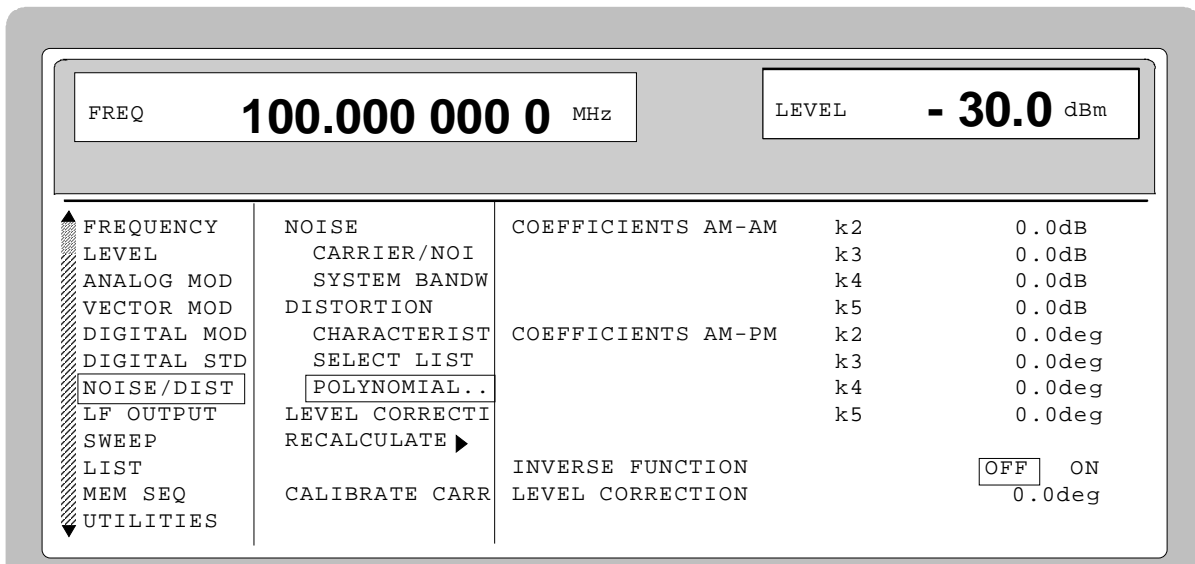 FREQ 100.000 000 0 MHz LEVEL - 30.0 dBm
FREQUENCY NOISE COEFFICIENTS AM-AM k2 0.0dB
LEVEL CARRIER/NOI k3 0.0dB
ANALOG MOD SYSTEM BANDW k4 0.0dB
VECTOR MOD DISTORTION k5 0.0dB
DIGITAL MOD CHARACTERIST COEFFICIENTS AM-PM k2 0.0deg
DIGITAL STD SELECT LIST k3 0.0deg
NOISE/DIST POLYNOMIAL.. k4 0.0deg
LF OUTPUT LEVEL CORRECTI k5 0.0deg
SWEEP RECALCULATE
LIST INVERSE FUNCTION OFF ON
MEM SEQ CALIBRATE CARR LEVEL CORRECTION 0.0deg
UTILITIES